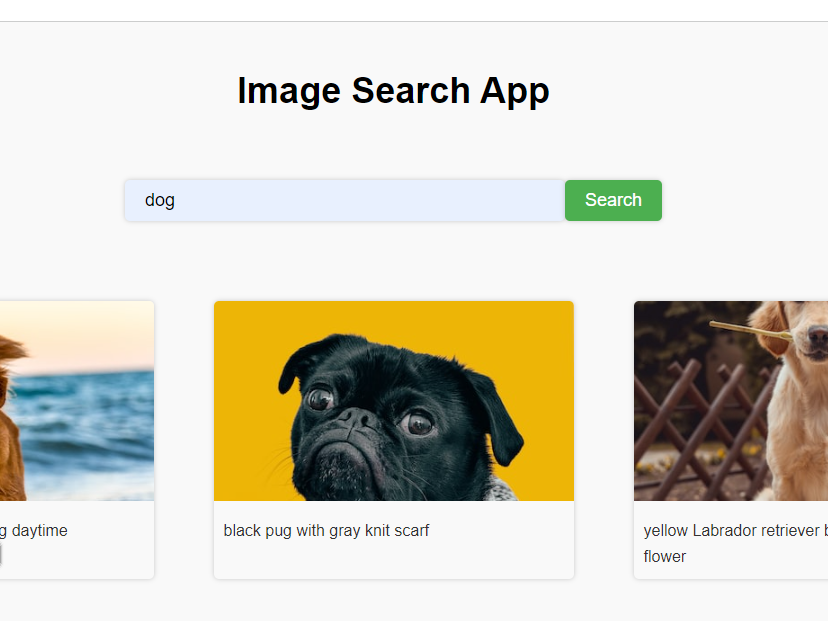 Image Search App
dog
Search
daytime
black pug with gray knit scarf
yellow Labrador retriever
flower